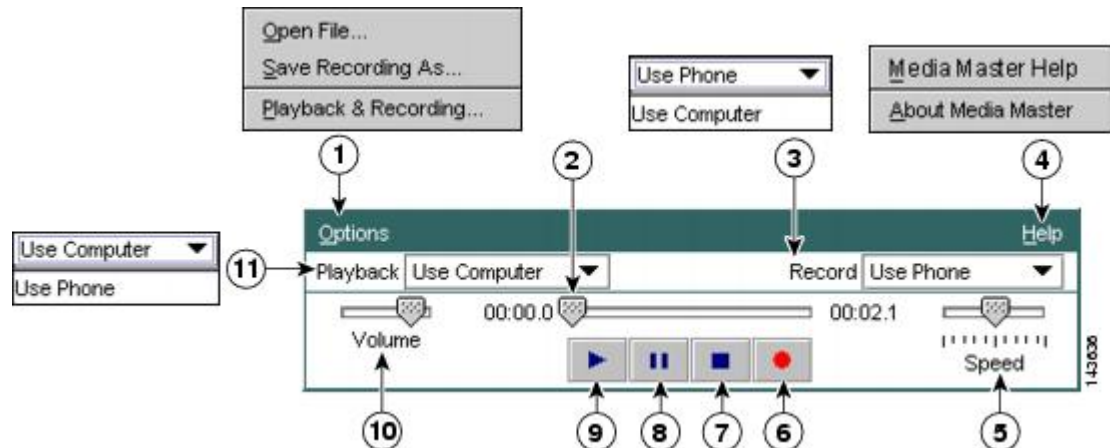 Open File...
Save Recording As...
Playback & Recording...
Use Phone
Use Computer
Media Master Help
About Media Master
1
2
3
4
Options
Help
Use Computer
Use Phone
11
Playback
Use Computer
Record
Use Phone
00:00.0
00:02.1
Volume
Speed
143636
10
9
8
7
6
5